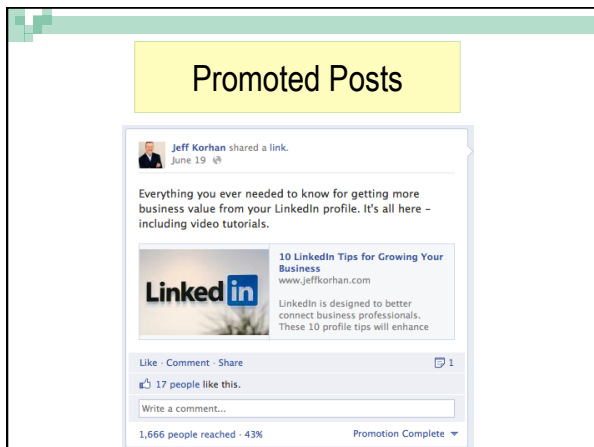 Promoted Posts
Jeff Korhan shared a link.
June 19
Everything you ever needed to know for getting more
business value from your LinkedIn profile. It's all here –
including video tutorials.
Linked in
10 LinkedIn Tips for Growing Your
Business
www.jeffkorhan.com
LinkedIn is designed to better
connect business professionals.
These 10 profile tips will enhance
Like · Comment · Share 1
17 people like this.
Write a comment...
1,666 people reached · 43% Promotion Complete